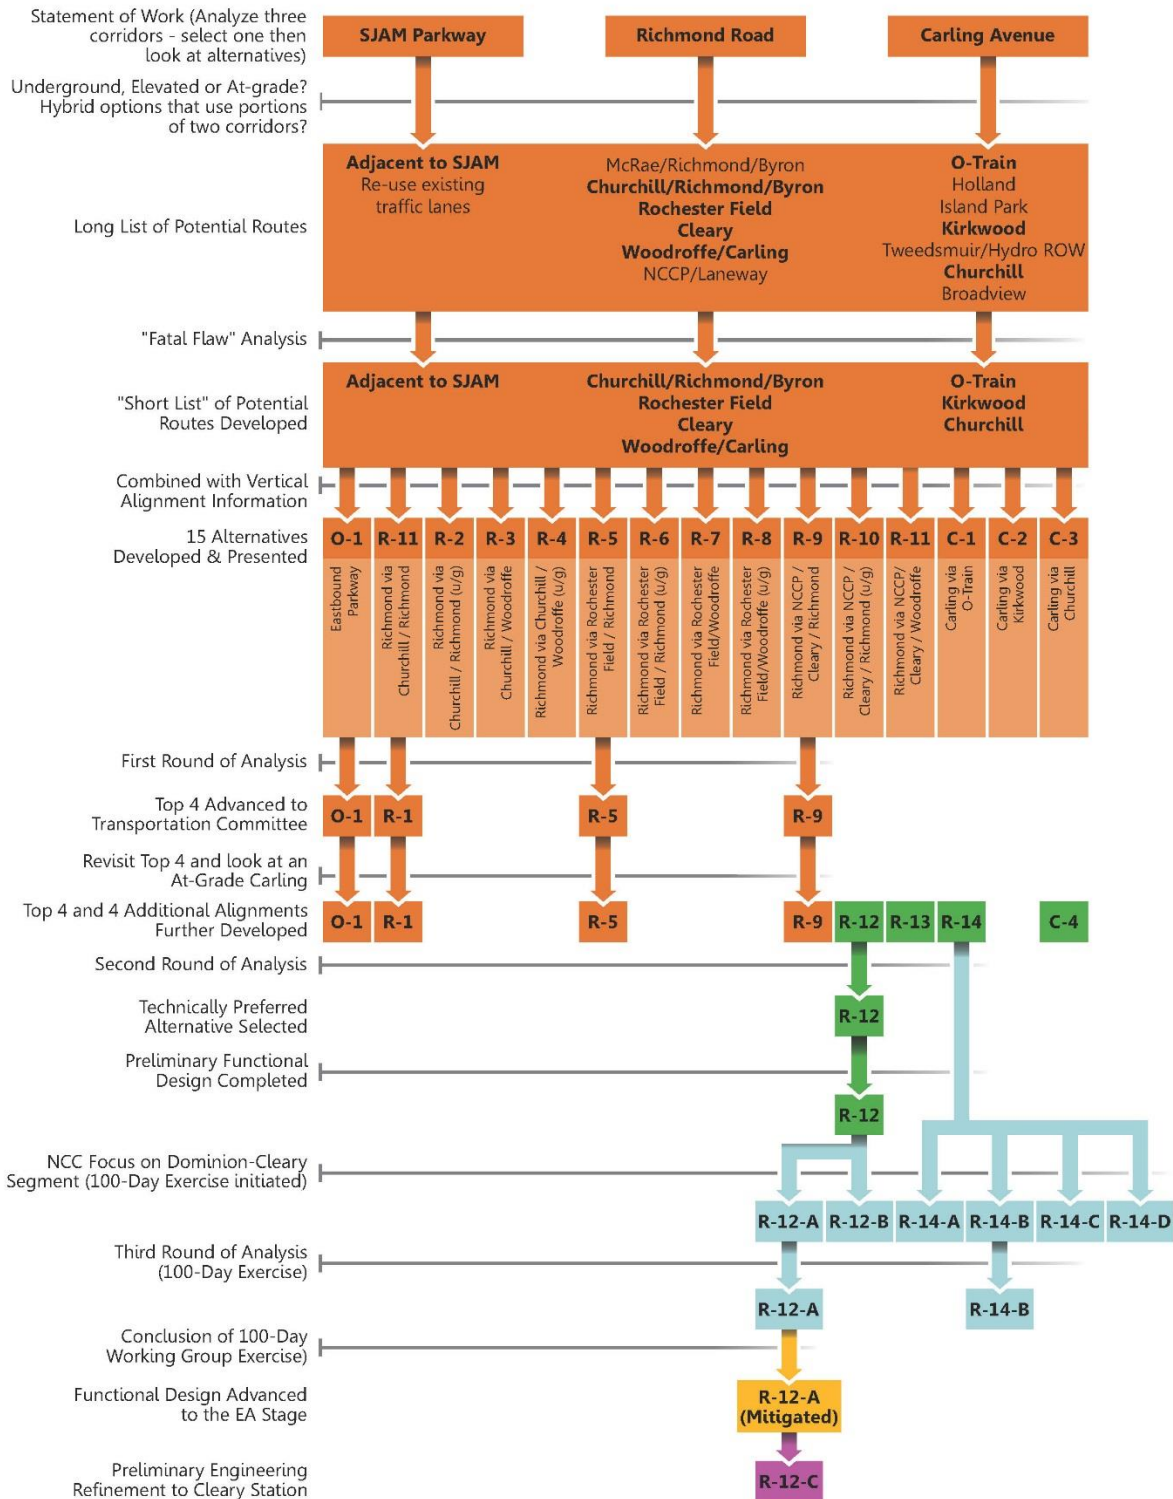 Statement of Work (Analyze three
corridors - select one then
look at alternatives)
SJAM Parkway
Richmond Road
Carling Avenue
Underground, Elevated or At-grade?
Hybrid options that use portions
of two corridors?
Long List of Potential Routes
Adjacent to SJAM
Re-use existing
traffic lanes
McRae/Richmond/Byron
Churchill/Richmond/Byron
Rochester Field
Cleary
Woodroffe/Carling
NCCP/Laneway
O-Train
Holland
Island Park
Kirkwood
Tweedsmuir/Hydro ROW
Churchill
Broadview
"Fatal Flaw" Analysis
"Short List" of Potential
Routes Developed
Adjacent to SJAM
Churchill/Richmond/Byron
Rochester Field
Cleary
Woodroffe/Carling
O-Train
Kirkwood
Churchill
Combined with Vertical
Alignment Information
15 Alternatives
Developed & Presented
O-1
R-11
R-2
R-3
R-4
R-5
R-6
R-7
R-8
R-9
R-10
R-11
C-1
C-2
C-3
Eastbound
Parkway
Richmond via
Churchill / Richmond
Richmond via
Churchill / Richmond (u/g)
Richmond via
Churchill / Woodroffe
Richmond via Churchill /
Woodroffe (u/g)
Richmond via Rochester
Field / Richmond
Richmond via Rochester
Field / Richmond (u/g)
Richmond via Rochester
Field/Woodroffe
Richmond via Rochester
Field/Woodroffe (u/g)
Richmond via NCCP /
Cleary / Richmond
Richmond via NCCP /
Cleary / Richmond (u/g)
Richmond via NCCP/
Cleary / Woodroffe
Carling via
O-Train
Carling via
Kirkwood
Carling via
Churchill
First Round of Analysis
Top 4 Advanced to
Transportation Committee
O-1
R-1
R-5
R-9
Revisit Top 4 and look at an
At-Grade Carling
Top 4 and 4 Additional Alignments
Further Developed
O-1
R-1
R-5
R-9
R-12
R-13
R-14
C-4
Second Round of Analysis
Technically Preferred
Alternative Selected
R-12
Preliminary Functional
Design Completed
R-12
NCC Focus on Dominion-Cleary
Segment (100-Day Exercise initiated)
R-12-A
R-12-B
R-14-A
R-14-B
R-14-C
R-14-D
Third Round of Analysis
(100-Day Exercise)
R-12-A
R-14-B
Conclusion of 100-Day
Working Group Exercise)
Functional Design Advanced
to the EA Stage
R-12-A
(Mitigated)
Preliminary Engineering
Refinement to Cleary Station
R-12-C